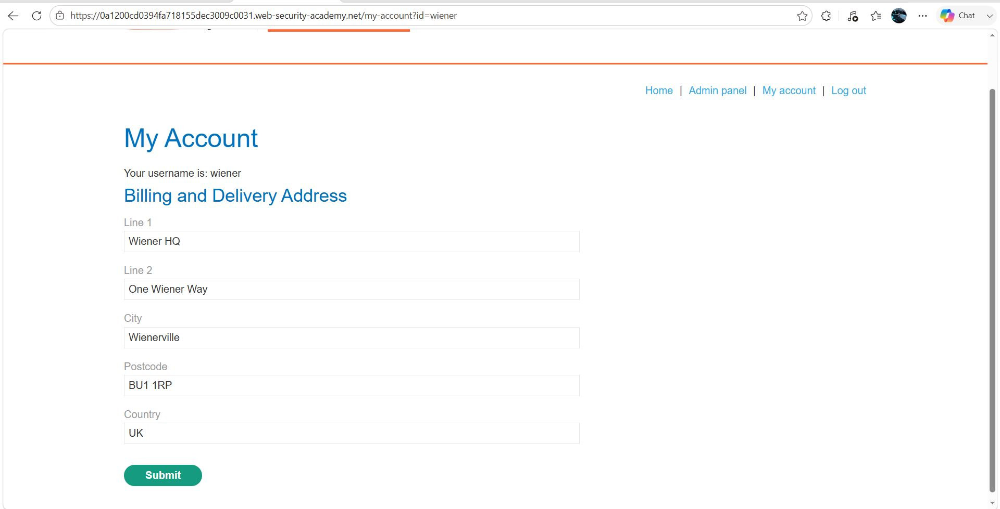 https://0a1200cd0394fa718155dec3009c0031.web-security-academy.net/my-account?id=wiener
Chat
Home | Admin panel | My account | Log out
My Account
Your username is: wiener
Billing and Delivery Address
Line 1
Wiener HQ
Line 2
One Wiener Way
City
Wienerville
Postcode
BU1 1RP
Country
UK
Submit